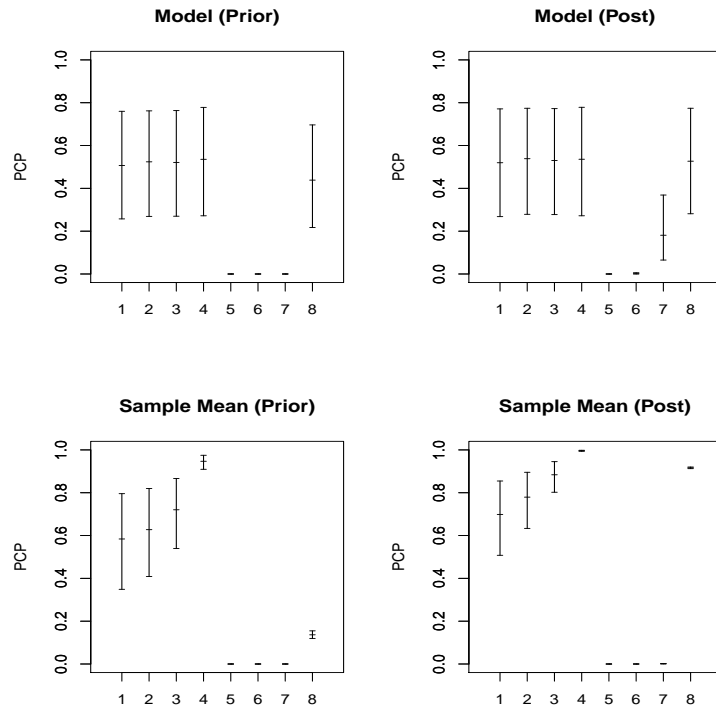 Model (Prior)
PCP
0.0 0.2 0.4 0.6 0.8 1.0
1 2 3 4 5 6 7 8
Model (Post)
PCP
0.0 0.2 0.4 0.6 0.8 1.0
1 2 3 4 5 6 7 8
Sample Mean (Prior)
PCP
0.0 0.2 0.4 0.6 0.8 1.0
1 2 3 4 5 6 7 8
Sample Mean (Post)
PCP
0.0 0.2 0.4 0.6 0.8 1.0
1 2 3 4 5 6 7 8